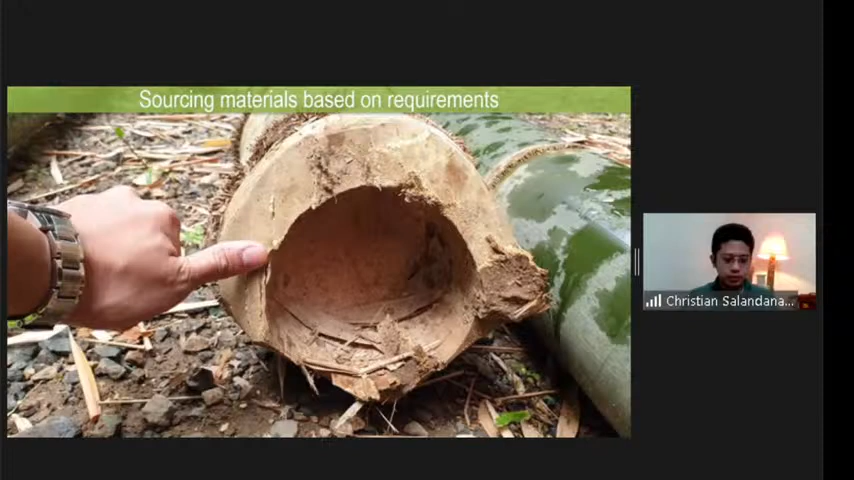 Sourcing materials based on requirements
Christian Salandana...